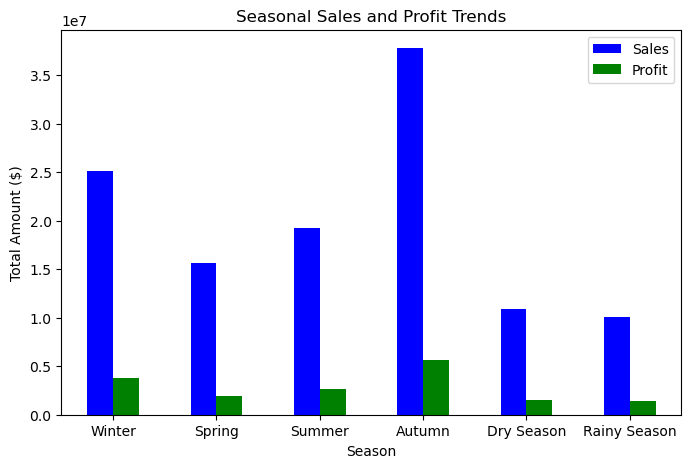 Seasonal Sales and Profit Trends
1e7
Sales
Profit
Total Amount ($)
3.5
3.0
2.5
2.0
1.5
1.0
0.5
0.0
Winter
Spring
Summer
Autumn
Dry Season
Rainy Season
Season